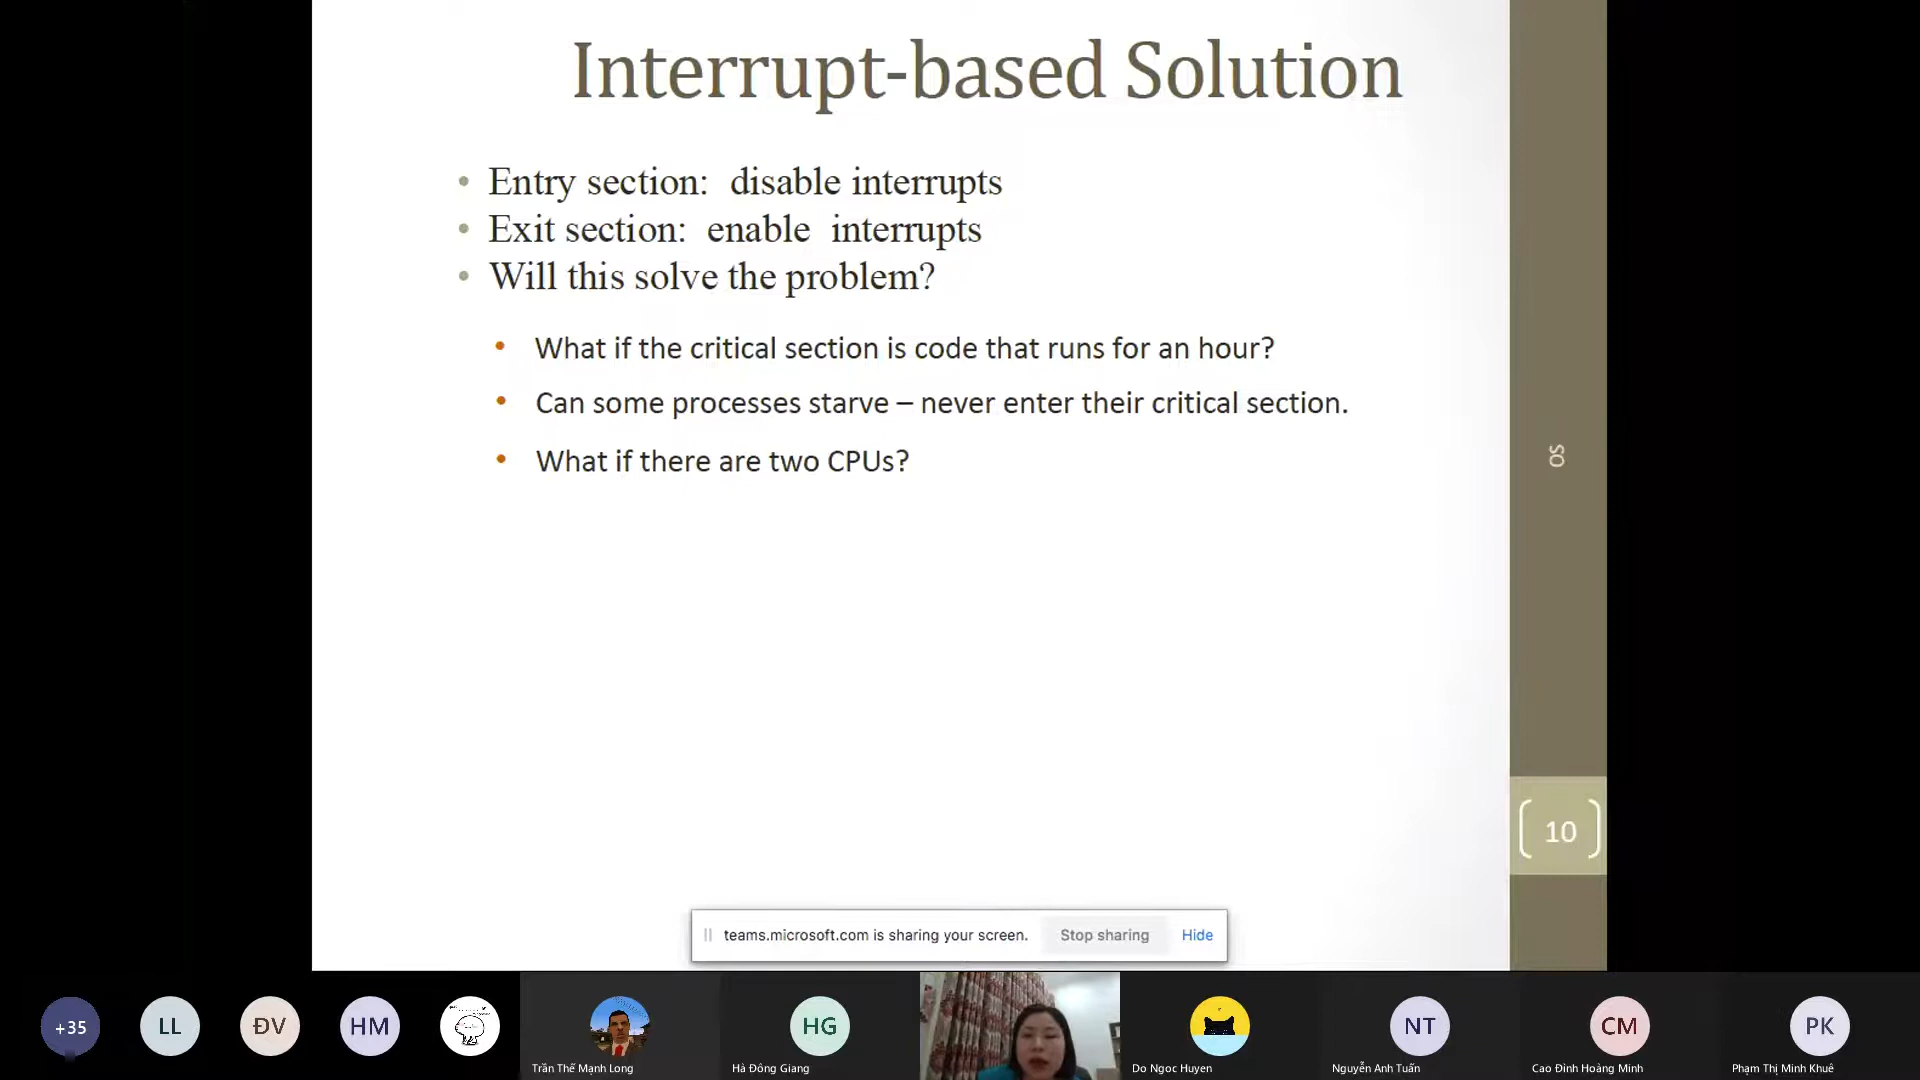 Interrupt-based Solution
• Entry section: disable interrupts
• Exit section: enable interrupts
• Will this solve the problem?
• What if the critical section is code that runs for an hour?
• Can some processes starve – never enter their critical section.
• What if there are two CPUs?
OS
10
teams.microsoft.com is sharing your screen. Stop sharing Hide
+35 LL ĐV HM HG NT CM PK
Trần Thế Mạnh Long Hà Đông Giang Do Ngoc Huyen Nguyễn Anh Tuấn Cao Đình Hoàng Minh Phạm Thị Minh Khuê